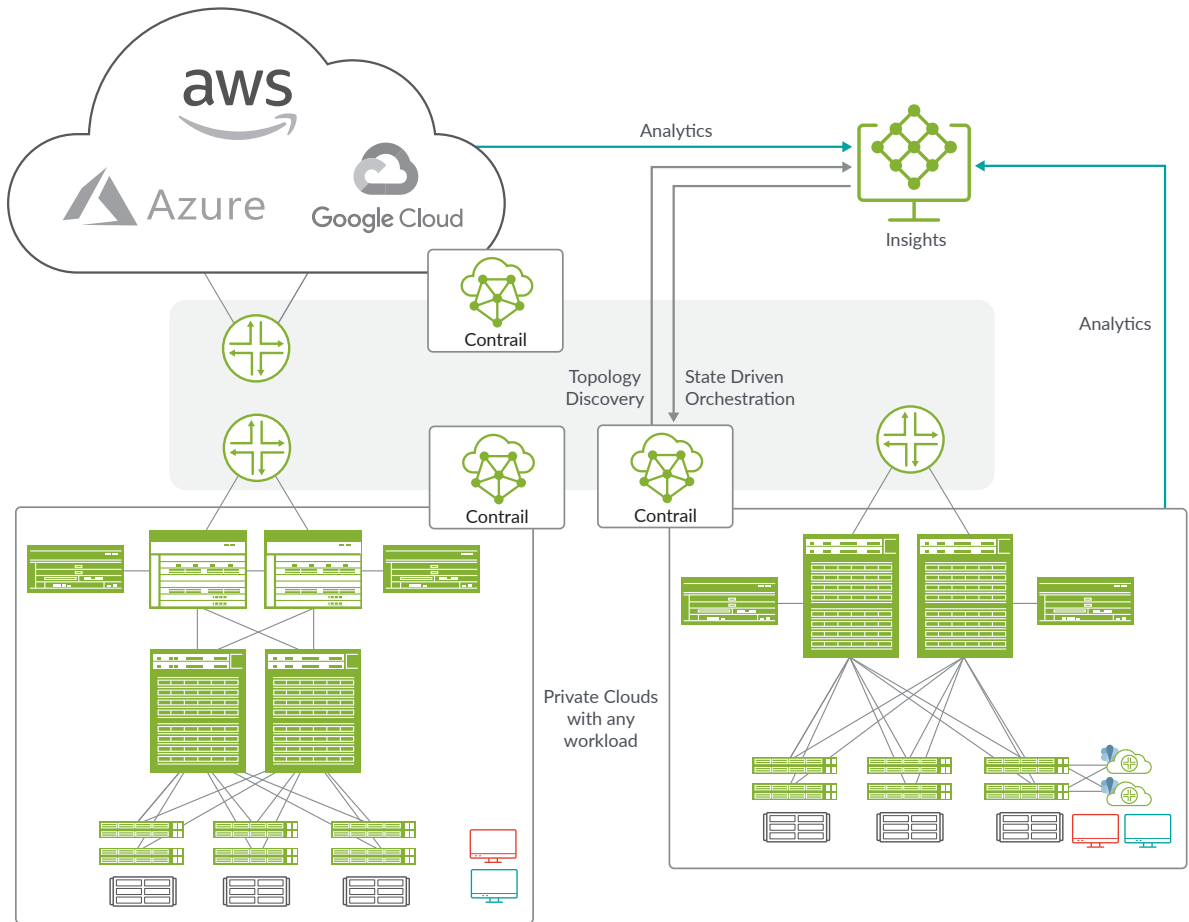 aws
Azure
Google Cloud
Analytics
Insights
Contrail
Analytics
Topology
Discovery
State Driven
Orchestration
Contrail
Contrail
Private Clouds
with any
workload